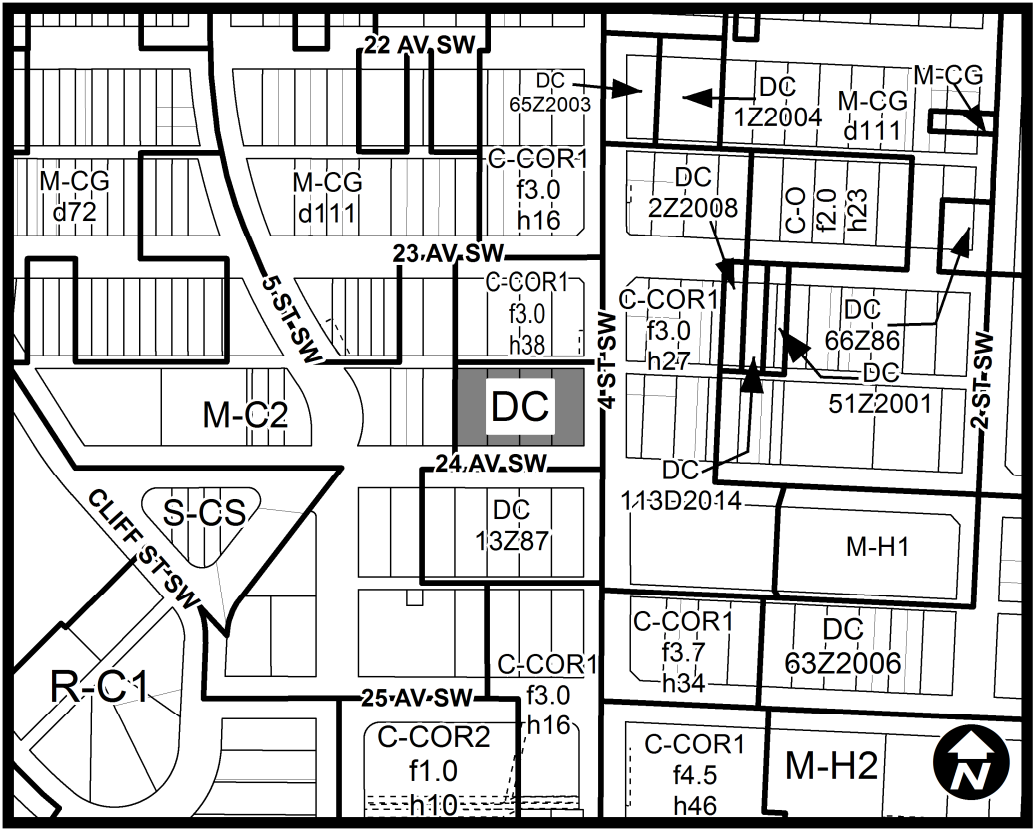 22 AV SW
DC
65Z2003
DC
1Z2004
M-CG
M-CG
d111
M-CG
d72
M-CG
d111
C-COR1
f3.0
h16
DC
2Z2008
C-O
f2.0
h23
23 AV SW
5 ST SW
C-COR1
f3.0
h38
4 ST SW
C-COR1
f3.0
h27
DC
66Z86
DC
51Z2001
2 ST SW
M-C2
DC
24 AV SW
DC
113D2014
CLIFF ST SW
S-CS
DC
13Z87
M-H1
R-C1
C-COR1
f3.0
h16
C-COR1
f3.7
h34
DC
63Z2006
25 AV SW
C-COR2
f1.0
h10
C-COR1
f4.5
h46
M-H2
N